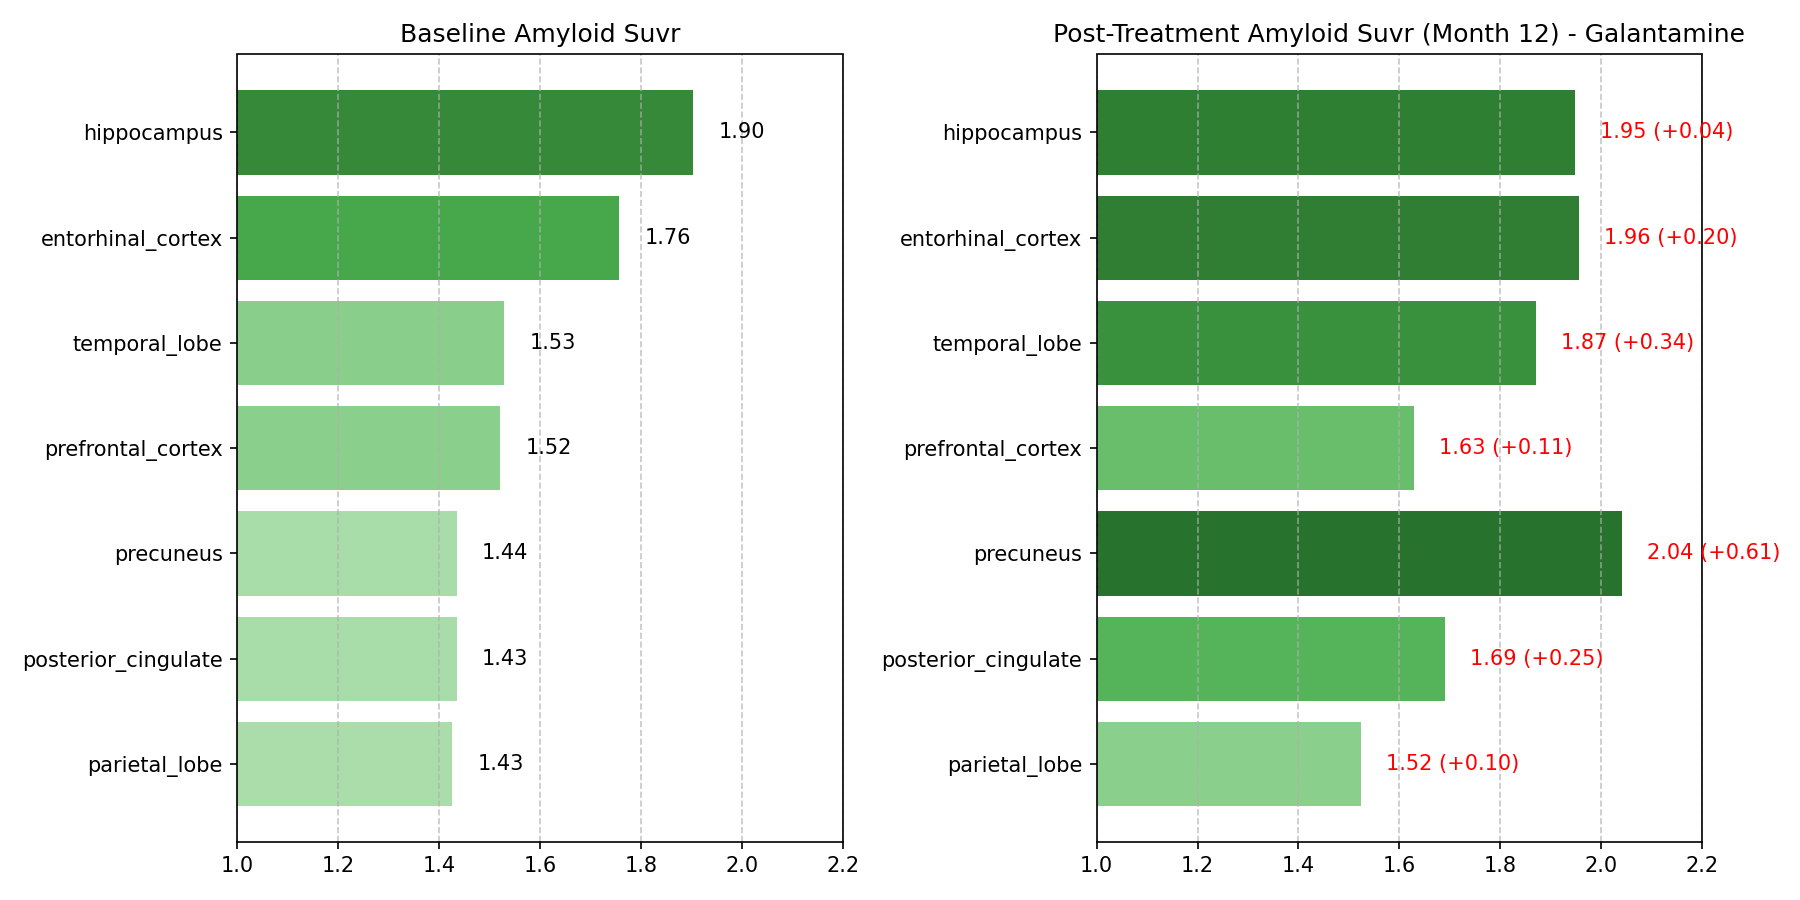 Baseline Amyloid Suvr
hippocampus
1.90
entorhinal_cortex
1.76
temporal_lobe
1.53
prefrontal_cortex
1.52
precuneus
1.44
posterior_cingulate
1.43
parietal_lobe
1.43
1.0 1.2 1.4 1.6 1.8 2.0 2.2
Post-Treatment Amyloid Suvr (Month 12) - Galantamine
hippocampus
1.95 (+0.04)
entorhinal_cortex
1.96 (+0.20)
temporal_lobe
1.87 (+0.34)
prefrontal_cortex
1.63 (+0.11)
precuneus
2.04 (+0.61)
posterior_cingulate
1.69 (+0.25)
parietal_lobe
1.52 (+0.10)
1.0 1.2 1.4 1.6 1.8 2.0 2.2